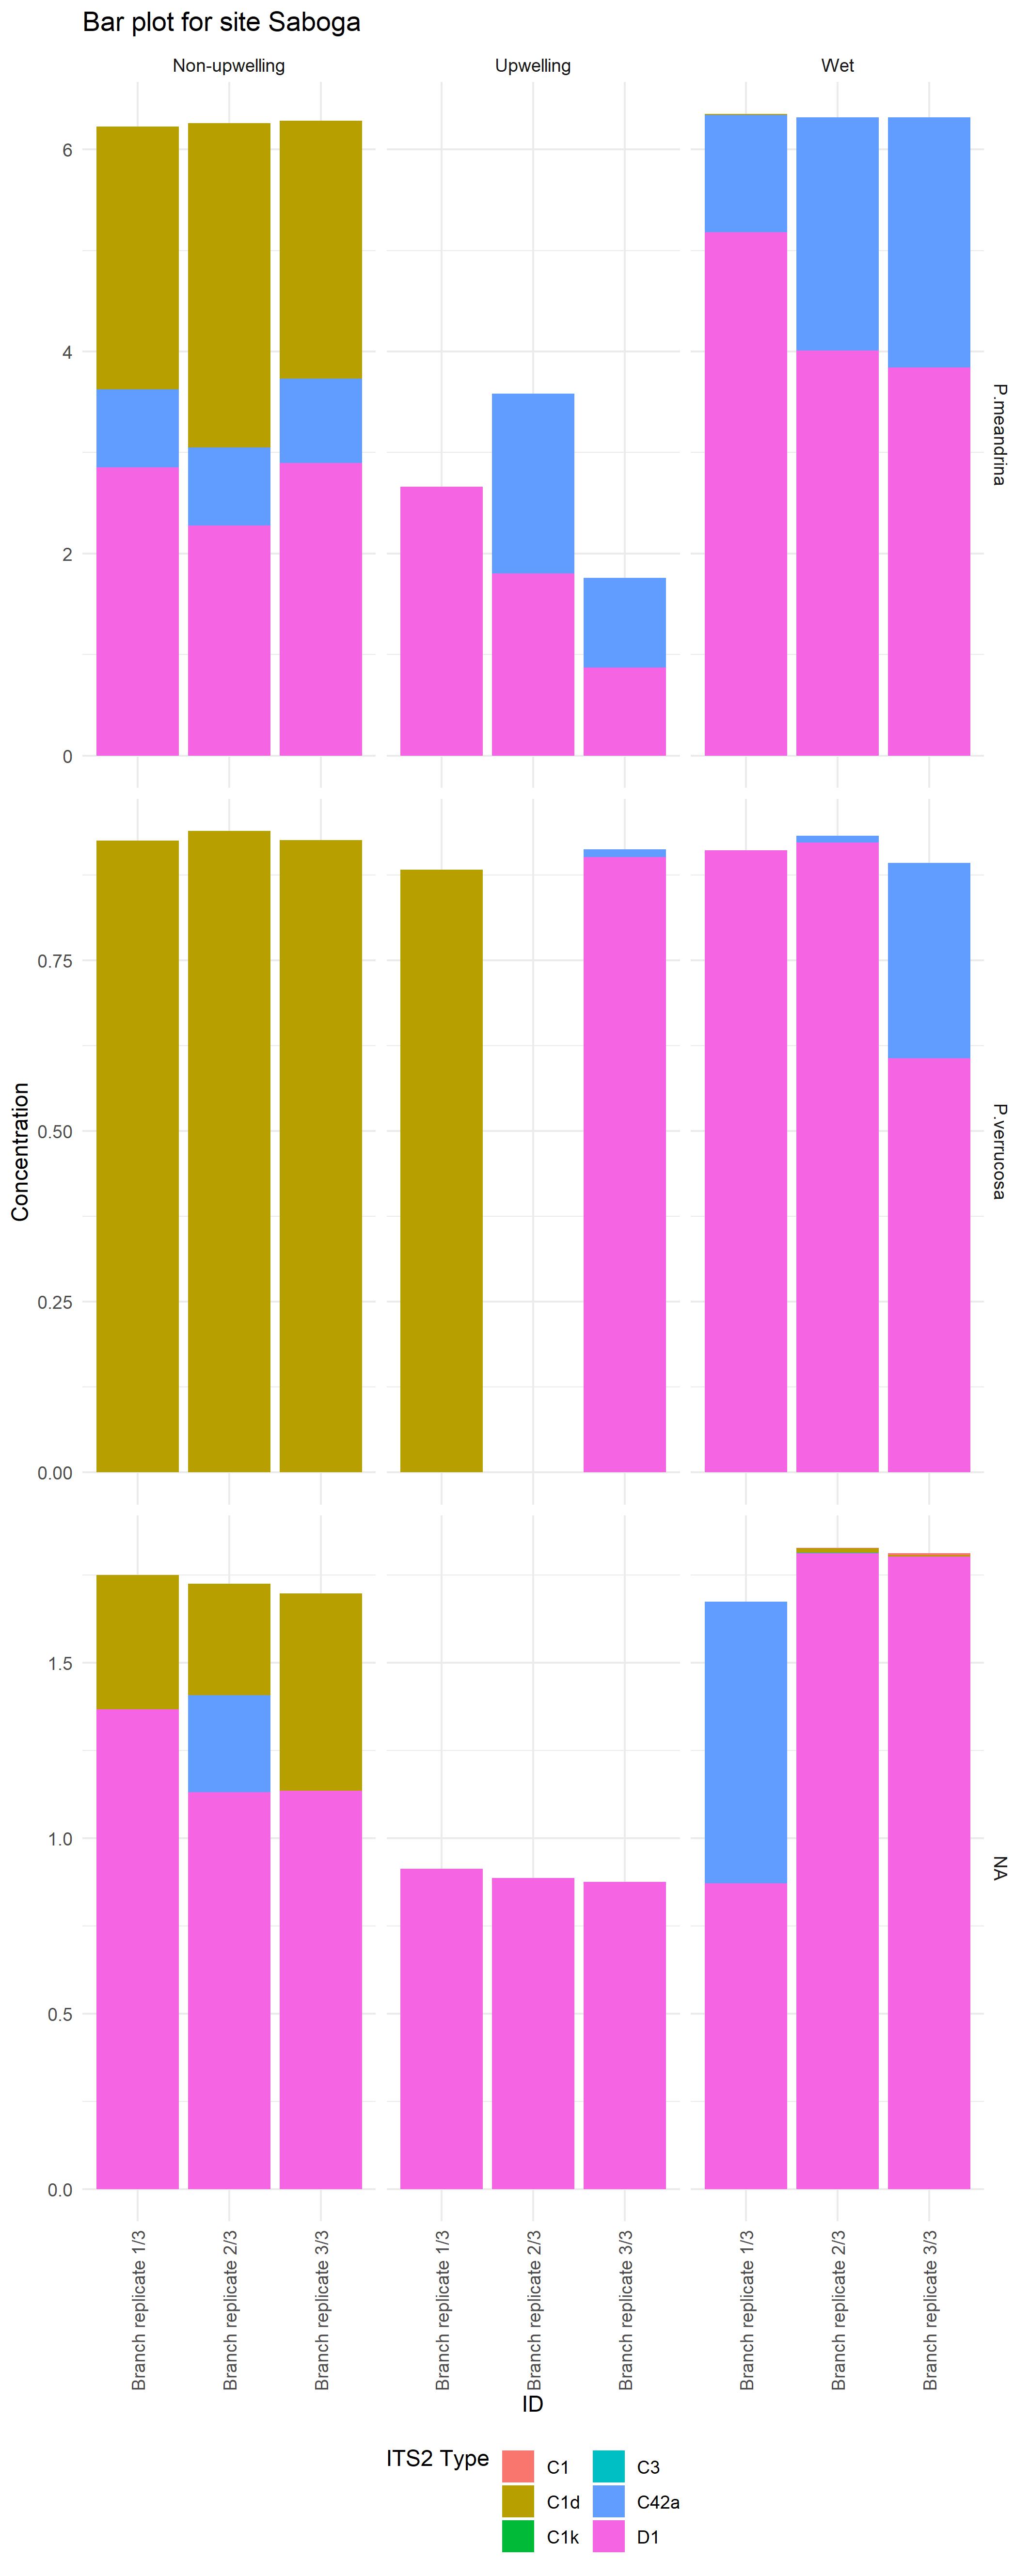 Bar plot for site Saboga
Non-upwelling Upwelling Wet
6
4
2
0
P.meandrina
0.75
0.50
0.25
0.00
P.verrucosa
1.5
1.0
0.5
0.0
NA
Concentration
Branch replicate 1/3
Branch replicate 2/3
Branch replicate 3/3
Branch replicate 1/3
Branch replicate 2/3
Branch replicate 3/3
Branch replicate 1/3
Branch replicate 2/3
Branch replicate 3/3
ID
ITS2 Type
C1 C3
C1d C42a
C1k D1